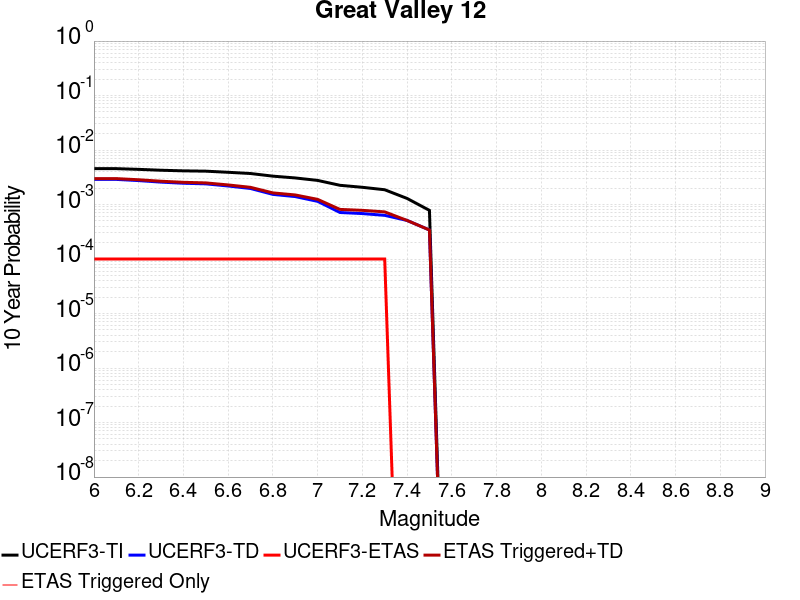 Great Valley 12
10^0
10^-1
10^-2
10^-3
10^-4
10^-5
10^-6
10^-7
10^-8
10 Year Probability
6 6.2 6.4 6.6 6.8 7 7.2 7.4 7.6 7.8 8 8.2 8.4 8.6 8.8 9
Magnitude
UCERF3-TI UCERF3-TD UCERF3-ETAS ETAS Triggered+TD
ETAS Triggered Only